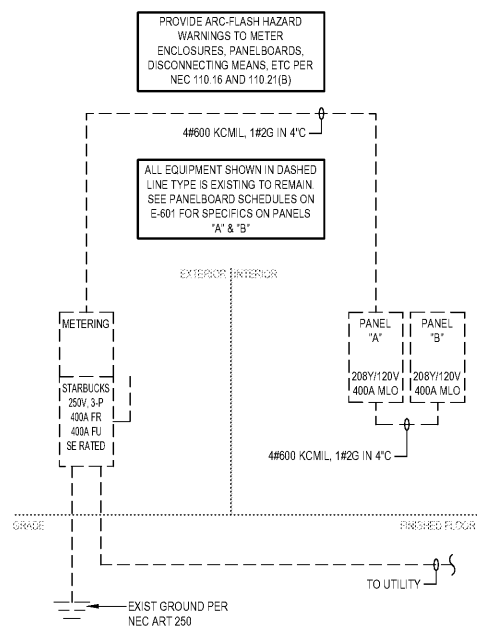 PROVIDE ARC-FLASH HAZARD
WARNINGS TO METER
ENCLOSURES, PANELBOARDS,
DISCONNECTING MEANS, ETC PER
NEC 110.16 AND 110.21(B)
4#600 KCMIL, 1#2G IN 4"C
ALL EQUIPMENT SHOWN IN DASHED
LINE TYPE IS EXISTING TO REMAIN.
SEE PANELBOARD SCHEDULES ON
E-601 FOR SPECIFICS ON PANELS
"A" & "B"
EXTERIOR INTERIOR
METERING
STARBUCKS
250V, 3-P
400A FR
400A FU
SE RATED
PANEL
"A"
208Y/120V
400A MLO
PANEL
"B"
208Y/120V
400A MLO
4#600 KCMIL, 1#2G IN 4"C
GRADE
FINISHED FLOOR
TO UTILITY
EXIST GROUND PER
NEC ART 250